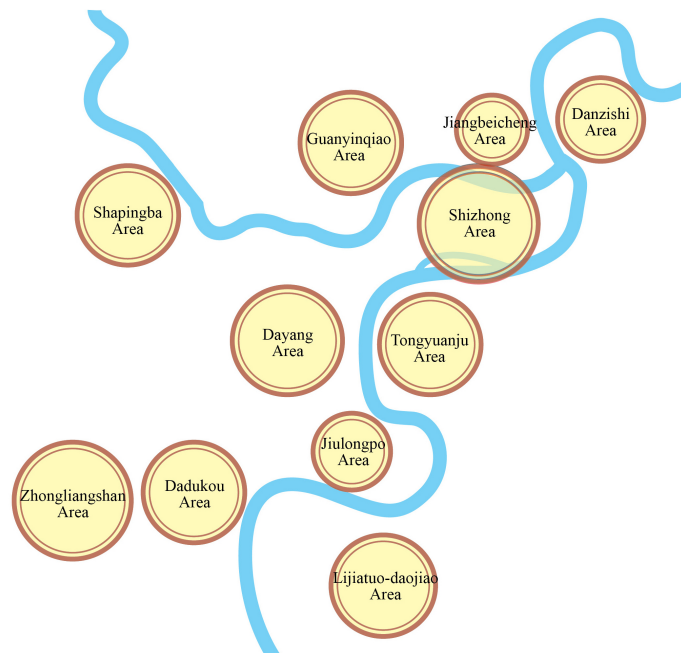 Jiangbeicheng
Area
Danzishi
Area
Guanyinqiao
Area
Shapingba
Area
Shizhong
Area
Dayang
Area
Tongyuanju
Area
Jiulongpo
Area
Zhongliangshan
Area
Dadukou
Area
Lijiatuo-daojiao
Area